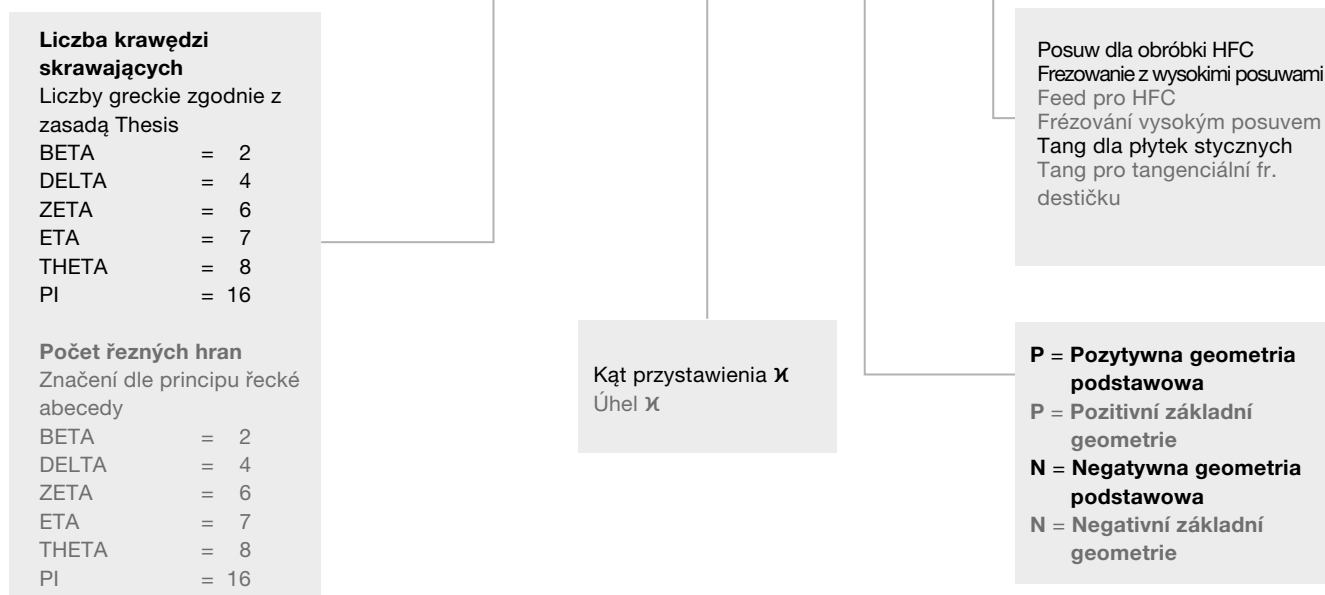 Liczba krawędzi
skrawających
Liczby greckie zgodnie z
zasadą Thesis
BETA = 2
DELTA = 4
ZETA = 6
ETA = 7
THETA = 8
PI = 16
Počet řezných hran
Značení dle principu řecké
abecedy
BETA = 2
DELTA = 4
ZETA = 6
ETA = 7
THETA = 8
PI = 16
Kąt przystawienia ϰ
Úhel ϰ
Posuw dla obróbki HFC
Frezowanie z wysokimi posuwami
Feed pro HFC
Frézování vysokým posuvem
Tang dla płytek stycznych
Tang pro tangenciální fr.
destičku
P = Pozytywna geometria
podstawowa
P = Pozitivní základní
geometrie
N = Negatywna geometria
podstawowa
N = Negativní základní
geometrie